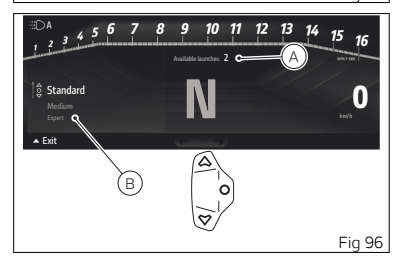 A
1 2 3 4 5 6 7 8 9 10 11 12 13 14 15 16
Available launches: 2
A
Standard
Medium
Expert
N
0
km/h
Exit
B
Fig 96